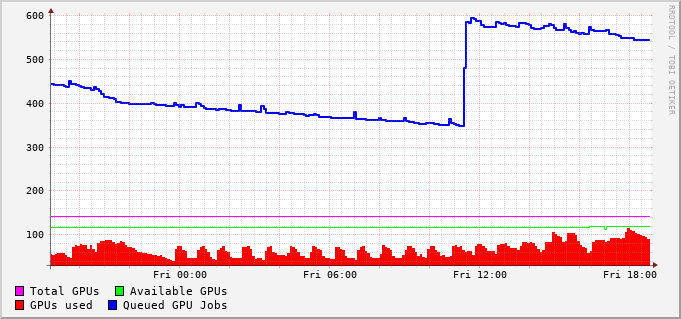 600
500
400
300
200
100
Fri 00:00 Fri 06:00 Fri 12:00 Fri 18:00
Total GPUs Available GPUs
GPUs used Queued GPU Jobs
RRDTOOL / TOBI OETIKER